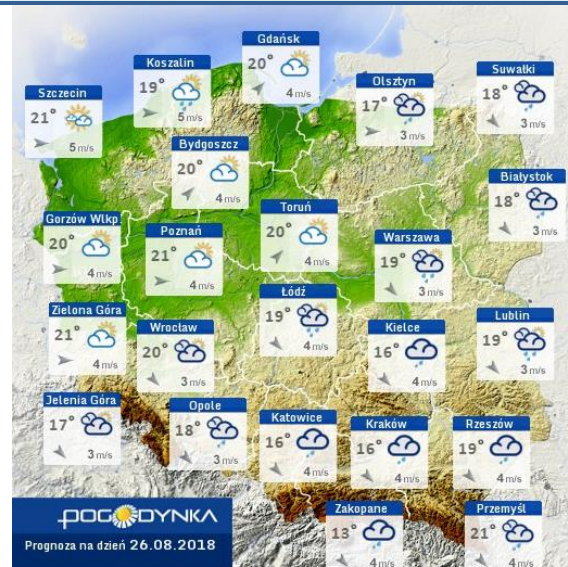 Gdańsk
20°
4 m/s
Koszalin
19°
5 m/s
Szczecin
21°
5 m/s
Olsztyn
17°
3 m/s
Suwałki
18°
3 m/s
Bydgoszcz
20°
4 m/s
Białystok
18°
3 m/s
Gorzów Wlkp.
20°
4 m/s
Poznań
21°
4 m/s
Toruń
20°
4 m/s
Warszawa
19°
3 m/s
Zielona Góra
21°
4 m/s
Wrocław
20°
3 m/s
Łódź
19°
4 m/s
Kielce
16°
4 m/s
Lublin
19°
3 m/s
Jelenia Góra
17°
3 m/s
Opole
18°
3 m/s
Katowice
16°
4 m/s
Kraków
16°
4 m/s
Rzeszów
19°
4 m/s
Zakopane
13°
4 m/s
Przemyśl
21°
4 m/s
POGODYNKA
Prognoza na dzień 26.08.2018